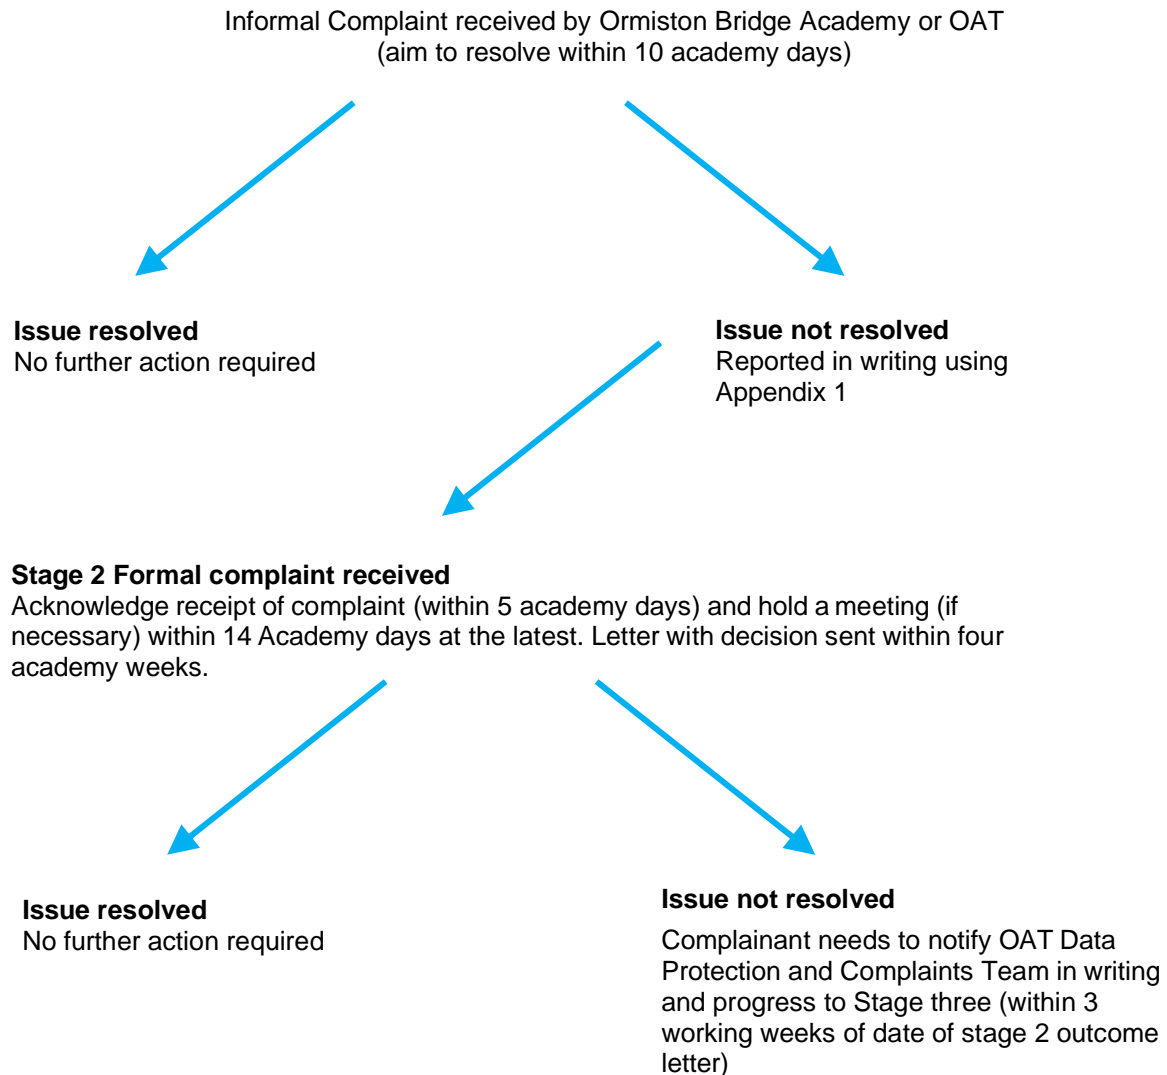 Informal Complaint received by Ormiston Bridge Academy or OAT
(aim to resolve within 10 academy days)
Issue resolved
No further action required
Issue not resolved
Reported in writing using
Appendix 1
Stage 2 Formal complaint received
Acknowledge receipt of complaint (within 5 academy days) and hold a meeting (if
necessary) within 14 Academy days at the latest. Letter with decision sent within four
academy weeks.
Issue resolved
No further action required
Issue not resolved
Complainant needs to notify OAT Data
Protection and Complaints Team in writing
and progress to Stage three (within 3
working weeks of date of stage 2 outcome
letter)